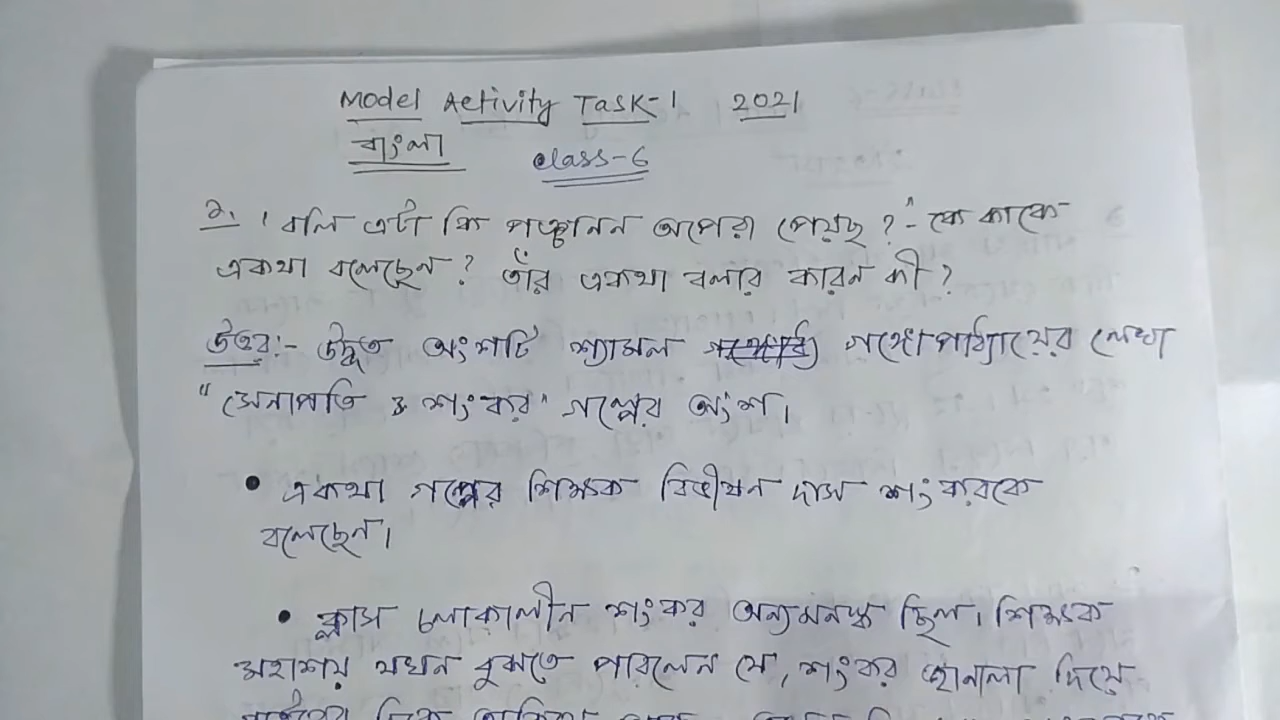 Model Activity Task-1 2021
বাংলা class-6
১. 'বলি এটা কি পঞ্চানন অপেরা পেয়েছ?' - কে কাকে
একথা বলেছেন? তাঁর একথা বলার কারন কী?
উত্তর:- উদ্ধৃত অংশটি শ্যামল গঙ্গোপাধ্যায়ের লেখা
"সেনাপতি শংকর" গল্পের অংশ।
• একথা গল্পের শিক্ষক বিভীষন দাস শংকরকে
বলেছেন।
• ক্লাস চলাকালীন শংকর অন্যমনস্ক ছিল। শিক্ষক
মহাশয় যখন বুঝতে পারলেন যে, শংকর জানালা দিয়ে